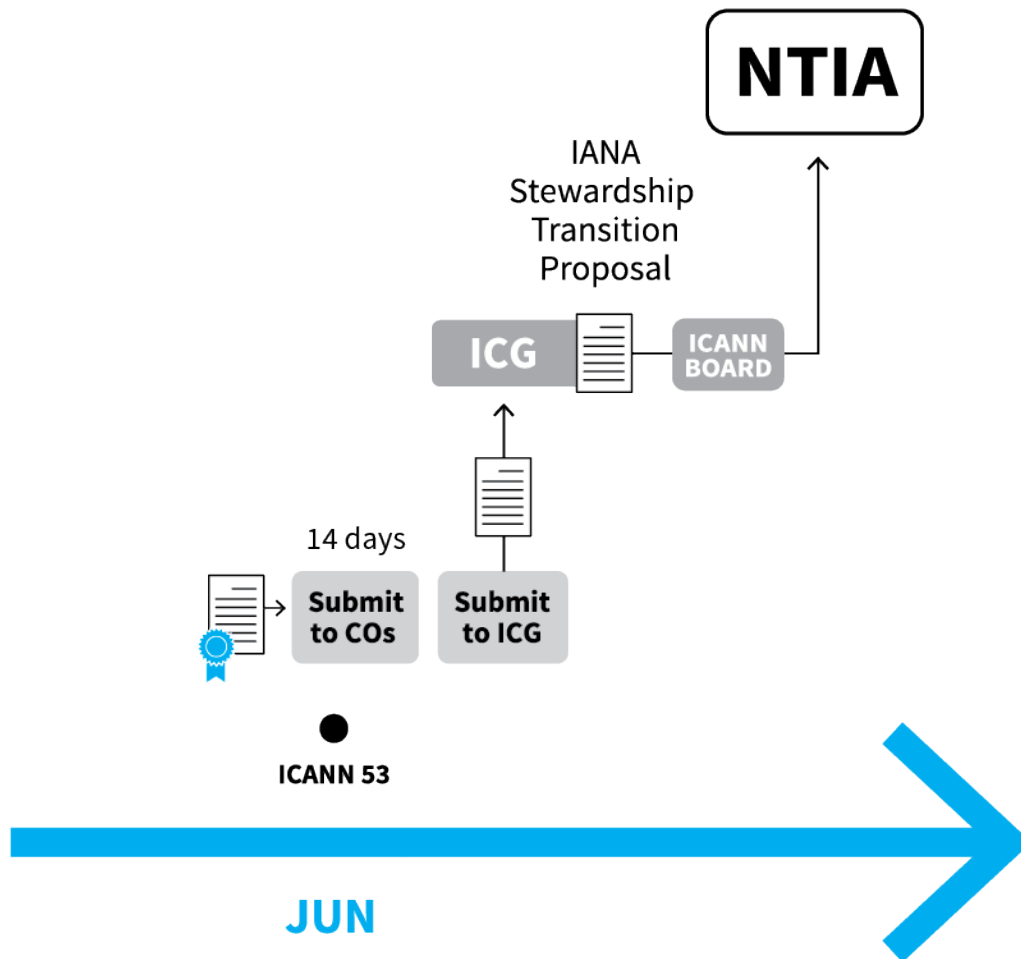 NTIA
IANA
Stewardship
Transition
Proposal
ICG
ICANN
BOARD
14 days
Submit
to COs
Submit
to ICG
ICANN 53
JUN